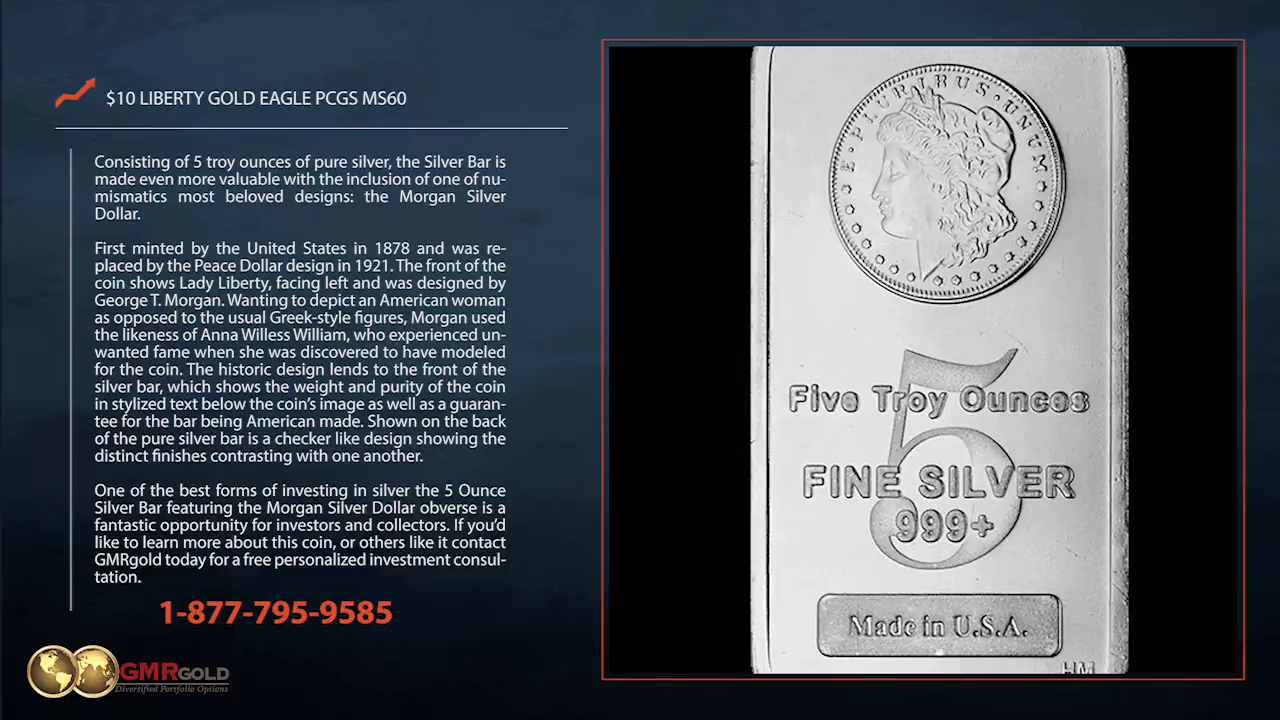 $10 LIBERTY GOLD EAGLE PCGS MS60
Consisting of 5 troy ounces of pure silver, the Silver Bar is
made even more valuable with the inclusion of one of nu-
mismatics most beloved designs: the Morgan Silver
Dollar.
First minted by the United States in 1878 and was re-
placed by the Peace Dollar design in 1921. The front of the
coin shows Lady Liberty, facing left and was designed by
George T. Morgan. Wanting to depict an American woman
as opposed to the usual Greek-style figures, Morgan used
the likeness of Anna Willess William, who experienced un-
wanted fame when she was discovered to have modeled
for the coin. The historic design lends to the front of the
silver bar, which shows the weight and purity of the coin
in stylized text below the coin's image as well as a guaran-
tee for the bar being American made. Shown on the back
of the pure silver bar is a checker like design showing the
distinct finishes contrasting with one another.
One of the best forms of investing in silver the 5 Ounce
Silver Bar featuring the Morgan Silver Dollar obverse is a
fantastic opportunity for investors and collectors. If you'd
like to learn more about this coin, or others like it contact
GMRgold today for a free personalized investment consul-
tation.
1-877-795-9585
GMRGOLD
Diversified Portfolio Options
E·PLURIBUS·UNUM
5
Five Troy Ounces
FINE SILVER
999+
Made in U.S.A.
HM